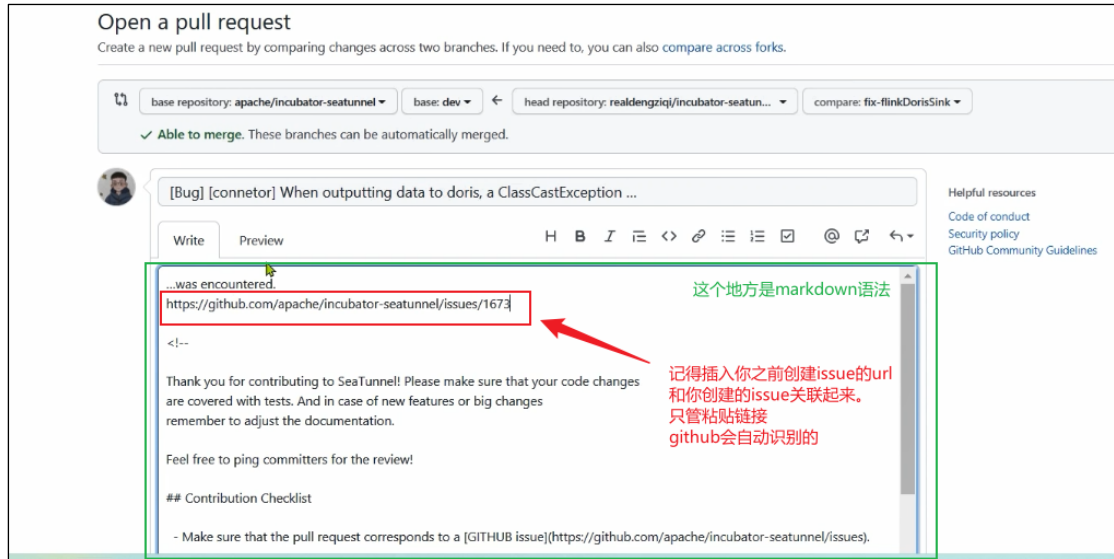 Open a pull request
Create a new pull request by comparing changes across two branches. If you need to, you can also compare across forks.
base repository: apache/incubator-seatunnel
base: dev
head repository: realdengziqi/incubator-seatun...
compare: fix-flinkDorisSink
Able to merge. These branches can be automatically merged.
[Bug] [connetor] When outputting data to doris, a ClassCastException ...
Helpful resources
Code of conduct
Security policy
GitHub Community Guidelines
Write
Preview
...was encountered.
https://github.com/apache/incubator-seatunnel/issues/1673
这个地方是markdown语法
<!--
记得插入你之前创建issue的url
和你创建的issue关联起来。
只管粘贴链接
github会自动识别的
Thank you for contributing to SeaTunnel! Please make sure that your code changes
are covered with tests. And in case of new features or big changes
remember to adjust the documentation.
Feel free to ping committers for the review!
## Contribution Checklist
- Make sure that the pull request corresponds to a [GITHUB issue](https://github.com/apache/incubator-seatunnel/issues).